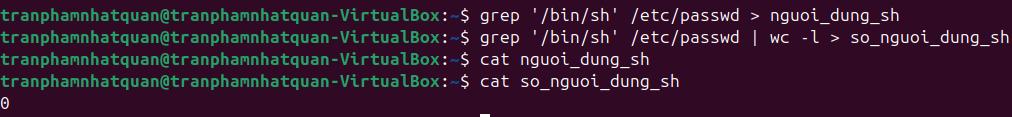 tranphamnhatquan@tranphamnhatquan-VirtualBox:~$ grep '/bin/sh' /etc/passwd > nguoi_dung_sh
tranphamnhatquan@tranphamnhatquan-VirtualBox:~$ grep '/bin/sh' /etc/passwd | wc -l > so_nguoi_dung_sh
tranphamnhatquan@tranphamnhatquan-VirtualBox:~$ cat nguoi_dung_sh
tranphamnhatquan@tranphamnhatquan-VirtualBox:~$ cat so_nguoi_dung_sh
0